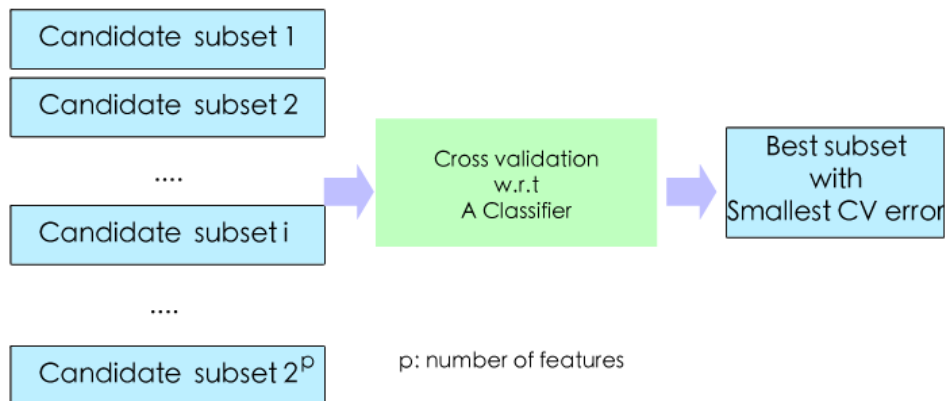 Candidate subset 1
Candidate subset 2
....
Candidate subset i
....
Candidate subset 2^p
Cross validation
w.r.t
A Classifier
Best subset
with
Smallest CV error
p: number of features